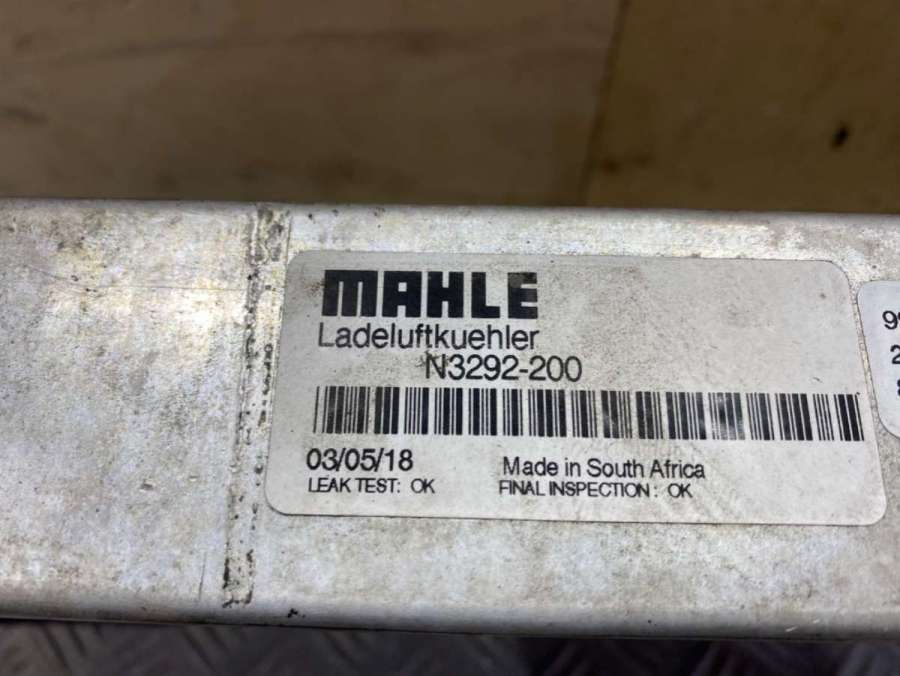 MAHLE
Ladeluftkuehler
N3292-200
03/05/18
Made in South Africa
LEAK TEST: OK
FINAL INSPECTION: OK